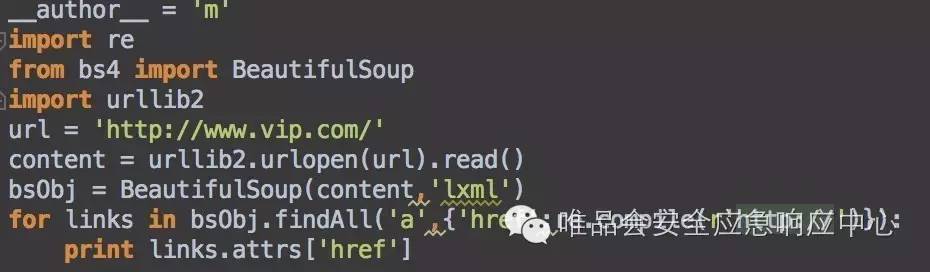 __author__ = 'm'
import re
from bs4 import BeautifulSoup
import urllib2
url = 'http://www.vip.com/'
content = urllib2.urlopen(url).read()
bsObj = BeautifulSoup(content,'lxml')
for links in bsObj.findAll('a',{'href' }):
唯品会安全应急响应中心
    print links.attrs['href']